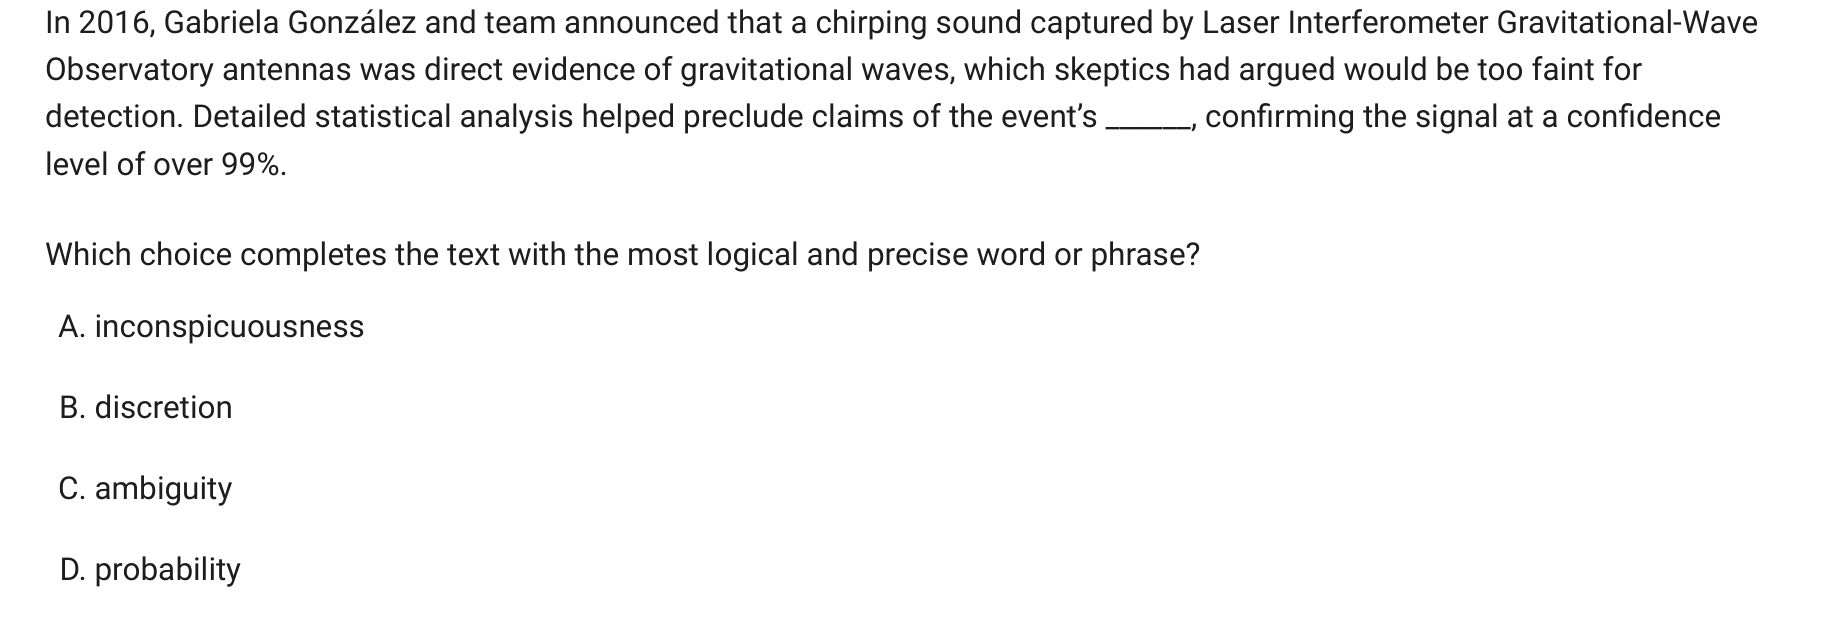 In 2016, Gabriela González and team announced that a chirping sound captured by Laser Interferometer Gravitational-Wave
Observatory antennas was direct evidence of gravitational waves, which skeptics had argued would be too faint for
detection. Detailed statistical analysis helped preclude claims of the event’s ______, confirming the signal at a confidence
level of over 99%.
Which choice completes the text with the most logical and precise word or phrase?
A. inconspicuousness
B. discretion
C. ambiguity
D. probability